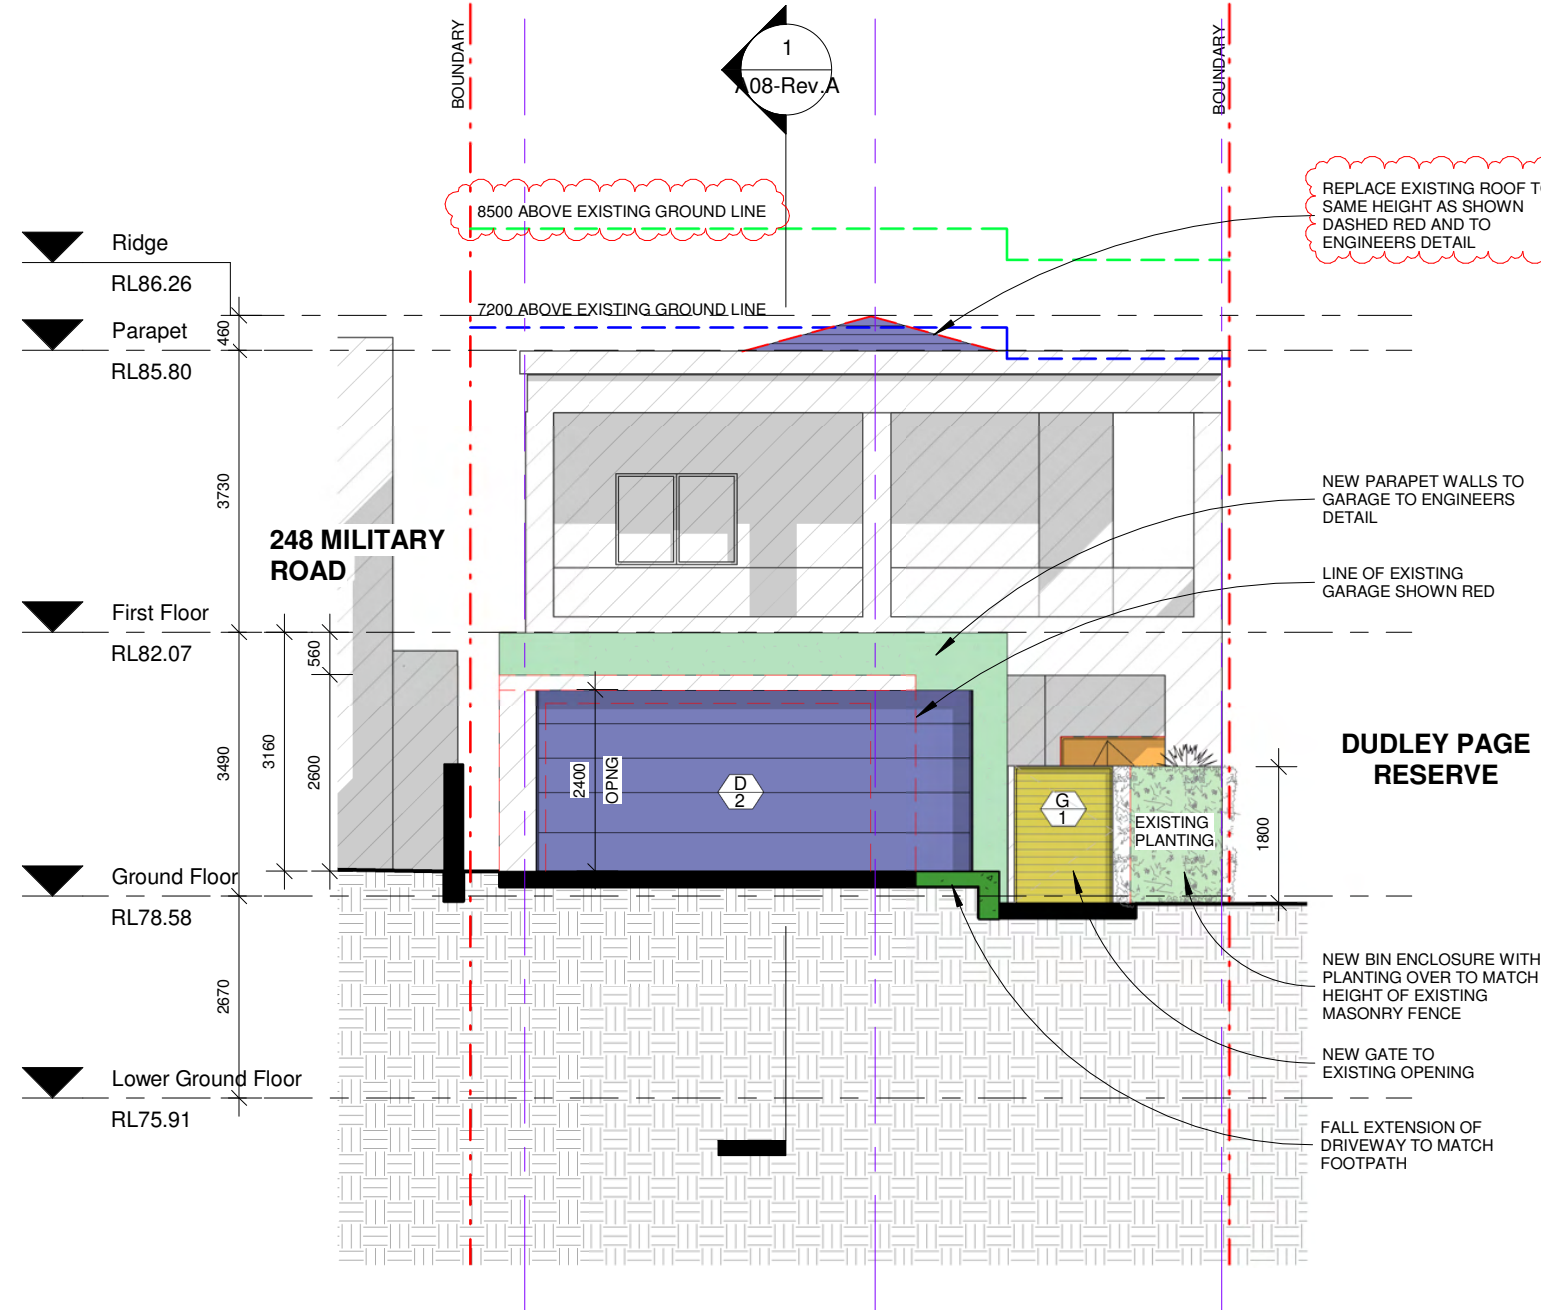 BOUNDARY
BOUNDARY
1
A08-Rev.A
8500 ABOVE EXISTING GROUND LINE
REPLACE EXISTING ROOF
SAME HEIGHT AS SHOWN
DASHED RED AND TO
ENGINEERS DETAIL
Ridge
RL86.26
7200 ABOVE EXISTING GROUND LINE
460
Parapet
RL85.80
3730
NEW PARAPET WALLS TO
GARAGE TO ENGINEERS
DETAIL
248 MILITARY
ROAD
LINE OF EXISTING
GARAGE SHOWN RED
First Floor
RL82.07
560
3490
3160
2600
2400
OPNG
D
2
G
1
EXISTING
PLANTING
1800
DUDLEY PAGE
RESERVE
Ground Floor
RL78.58
2670
NEW BIN ENCLOSURE WITH
PLANTING OVER TO MATCH
HEIGHT OF EXISTING
MASONRY FENCE
NEW GATE TO
EXISTING OPENING
Lower Ground Floor
RL75.91
FALL EXTENSION OF
DRIVEWAY TO MATCH
FOOTPATH